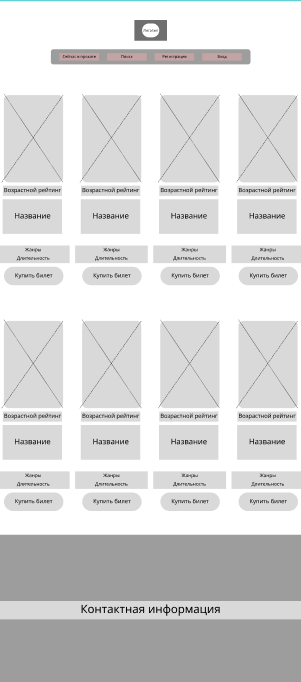 Логотип
Сейчас в прокате Поиск Регистрация Вход
Возрастной рейтинг Возрастной рейтинг Возрастной рейтинг Возрастной рейтинг
Название Название Название Название
Жанры Жанры Жанры Жанры
Длительность Длительность Длительность Длительность
Купить билет Купить билет Купить билет Купить билет
Возрастной рейтинг Возрастной рейтинг Возрастной рейтинг Возрастной рейтинг
Название Название Название Название
Жанры Жанры Жанры Жанры
Длительность Длительность Длительность Длительность
Купить билет Купить билет Купить билет Купить билет
Контактная информация